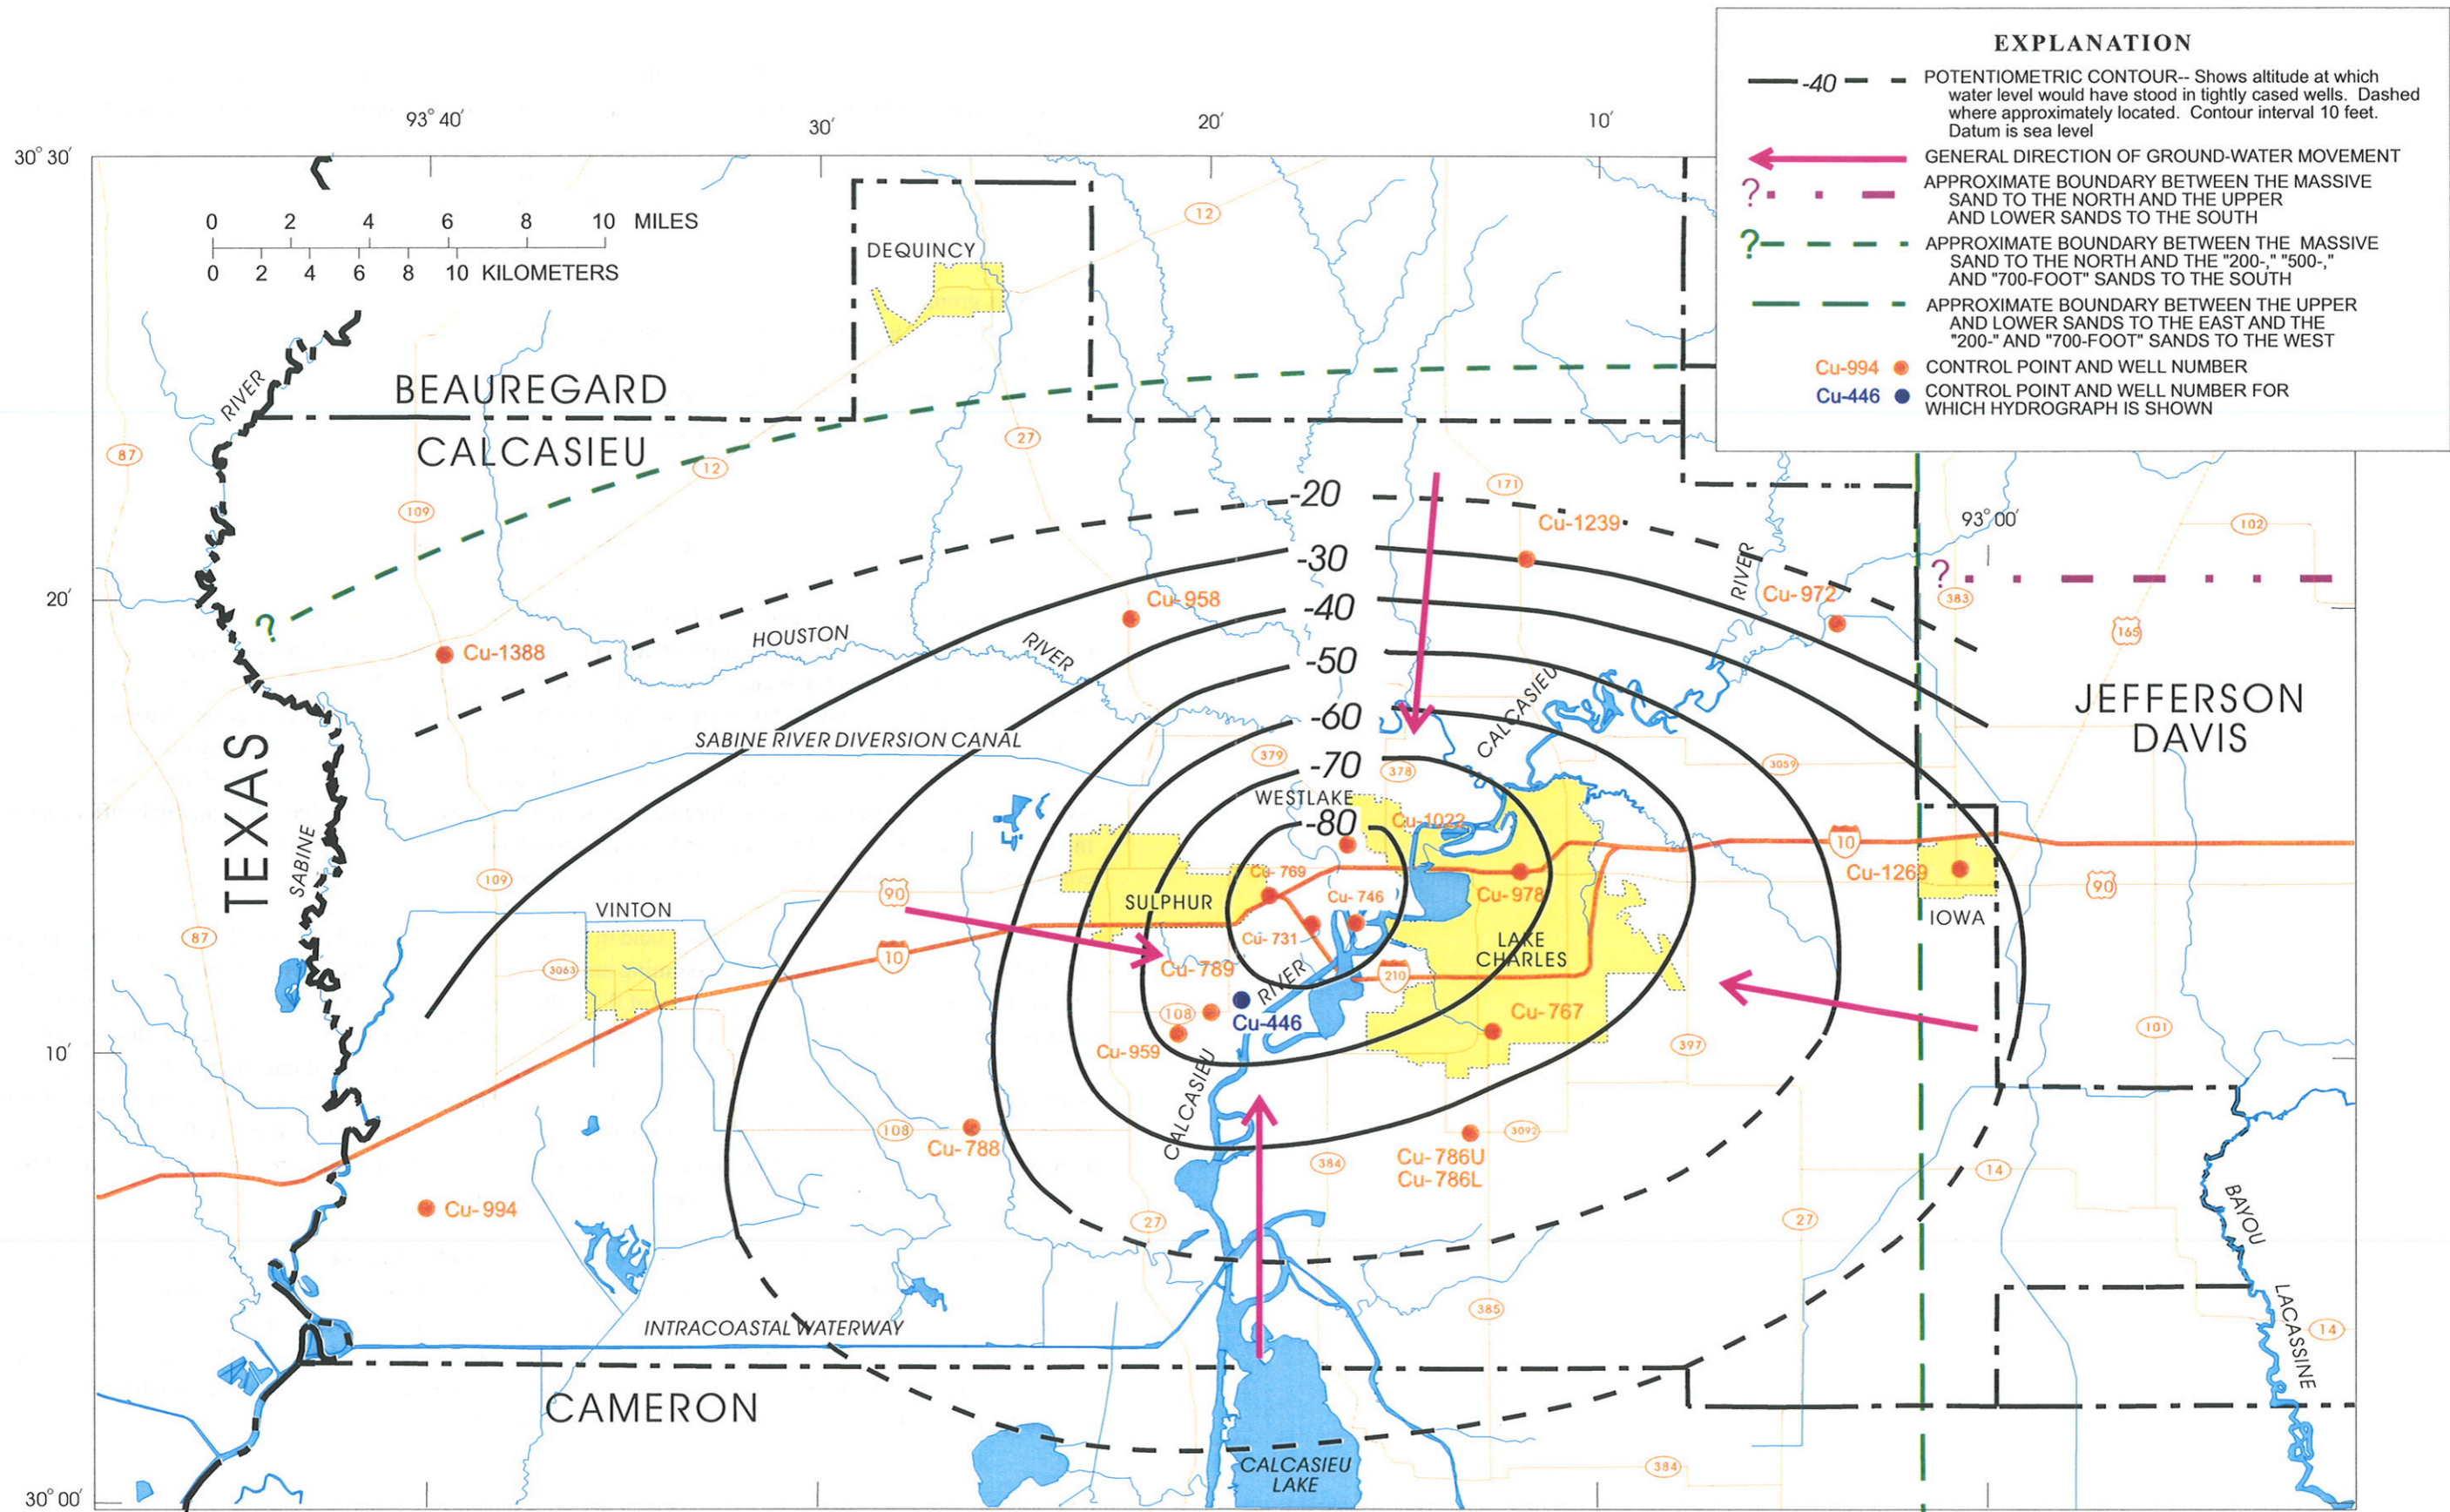 EXPLANATION
-40
POTENTIOMETRIC CONTOUR-- Shows altitude at which
water level would have stood in tightly cased wells. Dashed
where approximately located. Contour interval 10 feet.
Datum is sea level
GENERAL DIRECTION OF GROUND-WATER MOVEMENT
?
APPROXIMATE BOUNDARY BETWEEN THE MASSIVE
SAND TO THE NORTH AND THE UPPER
AND LOWER SANDS TO THE SOUTH
?
APPROXIMATE BOUNDARY BETWEEN THE MASSIVE
SAND TO THE NORTH AND THE "200-," "500-,"
AND "700-FOOT" SANDS TO THE SOUTH
APPROXIMATE BOUNDARY BETWEEN THE UPPER
AND LOWER SANDS TO THE EAST AND THE
"200-" AND "700-FOOT" SANDS TO THE WEST
Cu-994 CONTROL POINT AND WELL NUMBER
Cu-446 CONTROL POINT AND WELL NUMBER FOR
WHICH HYDROGRAPH IS SHOWN
93° 40′ 30′ 20′ 10′
30° 30′
0 2 4 6 8 10 MILES
0 2 4 6 8 10 KILOMETERS
12
DEQUINCY
RIVER
BEAUREGARD
CALCASIEU
87
27
12
109
171
-20
Cu-1239
93° 00′
102
-30
RIVER
?
20′
Cu-958
-40
Cu-972
383
?
HOUSTON
RIVER
165
Cu-1388
-50
CALCASIEU
JEFFERSON
DAVIS
-60
SABINE RIVER DIVERSION CANAL
TEXAS
379
-70
378
3059
WESTLAKE
-80
Cu-1022
10
SABINE
109
90
Cu-769
Cu-978
Cu-1269
90
SULPHUR
Cu-746
VINTON
IOWA
87
Cu-731
LAKE
CHARLES
10
3063
Cu-789
RIVER
210
108
Cu-446
Cu-767
101
10′
Cu-959
397
CALCASIEU
108
Cu-788
3092
Cu-786U
Cu-786L
384
14
Cu-994
27
27
BAYOU
LACASSINE
385
14
INTRACOASTAL WATERWAY
CAMERON
CALCASIEU
LAKE
384
30° 00′